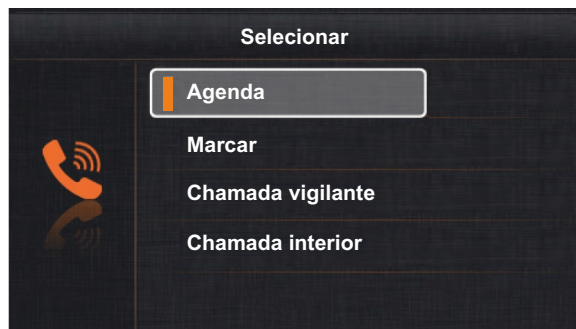 Selecionar
Agenda
Marcar
Chamada vigilante
Chamada interior